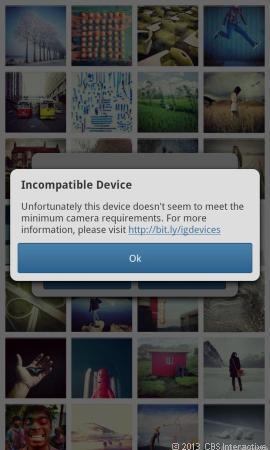 Incompatible Device
Unfortunately this device doesn't seem to meet the
minimum camera requirements. For more
information, please visit http://bit.ly/igdevices
Ok
© 2013 CBS Interactive